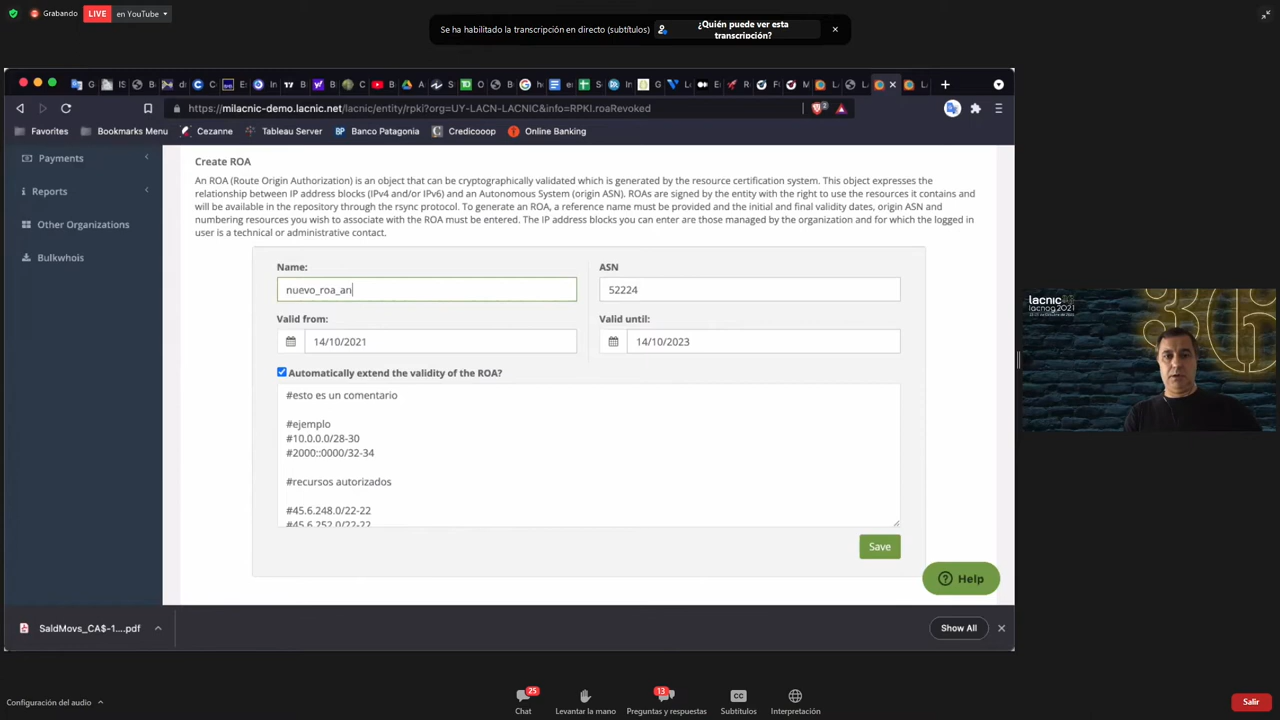 Grabando
LIVE
en YouTube
Se ha habilitado la transcripción en directo (subtítulos)
¿Quién puede ver esta
transcripción?
https://milacnic-demo.lacnic.net/lacnic/entity/rpki?org=UY-LACN-LACNIC&info=RPKI.roaRevoked
2
Favorites
Bookmarks Menu
Cezanne
Tableau Server
BP Banco Patagonia
Credicooop
Online Banking
Payments
Reports
Other Organizations
Bulkwhois
Create ROA
An ROA (Route Origin Authorization) is an object that can be cryptographically validated which is generated by the resource certification system. This object expresses the
relationship between IP address blocks (IPv4 and/or IPv6) and an Autonomous System (origin ASN). ROAs are signed by the entity with the right to use the resources it contains and
will be available in the repository through the rsync protocol. To generate an ROA, a reference name must be provided and the initial and final validity dates, origin ASN and
numbering resources you wish to associate with the ROA must be entered. The IP address blocks you can enter are those managed by the organization and for which the logged in
user is a technical or administrative contact.
Name:
ASN
nuevo_roa_an
52224
Valid from:
Valid until:
14/10/2021
14/10/2023
Automatically extend the validity of the ROA?
#esto es un comentario
#ejemplo
#10.0.0.0/28-30
#2000::0000/32-34
#recursos autorizados
#45.6.248.0/22-22
#45.6.252.0/22-22
Save
Help
SaldMovs_CA$-1....pdf
Show All
lacnic
lacnog 2021
Configuración del audio
25
Chat
Levantar la mano
13
Preguntas y respuestas
CC
Subtítulos
Interpretación
Salir